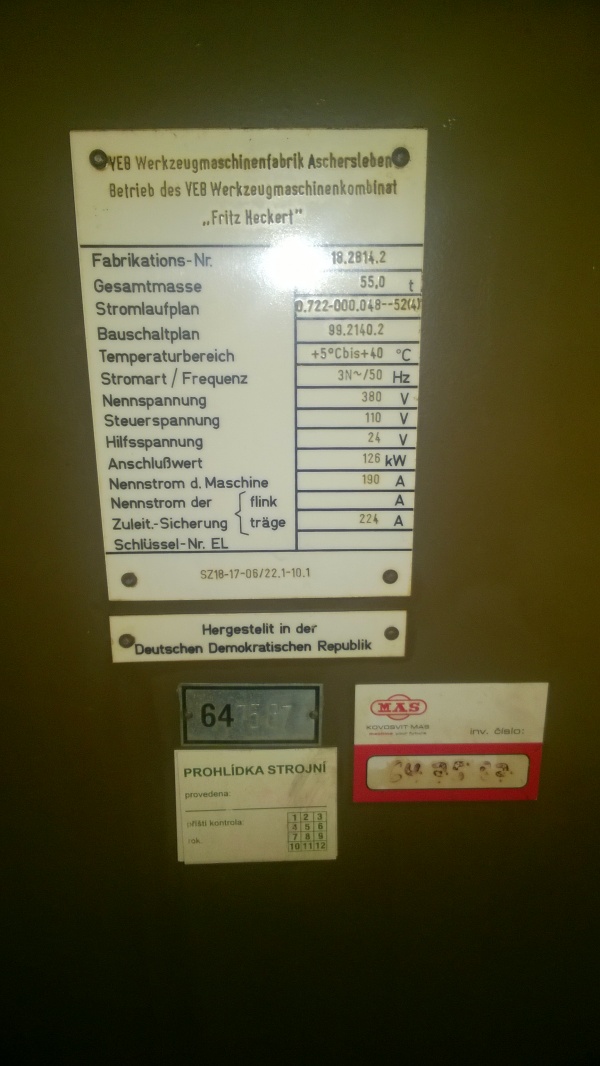 VEB Werkzeugmaschinenfabrik Aschersleben
Betrieb des VEB Werkzeugmaschinenkombinat
„Fritz Heckert"
Fabrikations-Nr. 18.2814.2
Gesamtmasse 55,0 t
Stromlaufplan 0.722-000.048--52(4)
Bauschaltplan 99.2140.2
Temperaturbereich +5°Cbis+40 °C
Stromart / Frequenz 3N~/50 Hz
Nennspannung 380 V
Steuerspannung 110 V
Hilfsspannung 24 V
Anschlußwert 126 kW
Nennstrom d. Maschine 190 A
Nennstrom der flink A
Zuleit.-Sicherung träge 224 A
Schlüssel-Nr. EL
SZ18-17-06/22.1-10.1
Hergestellt in der
Deutschen Demokratischen Republik
64
MAS
KOVOSVIT MAS
inv. číslo:
PROHLÍDKA STROJNÍ
provedena:
příští kontrola:
rok:
1 2 3
4 5 6
7 8 9
10 11 12